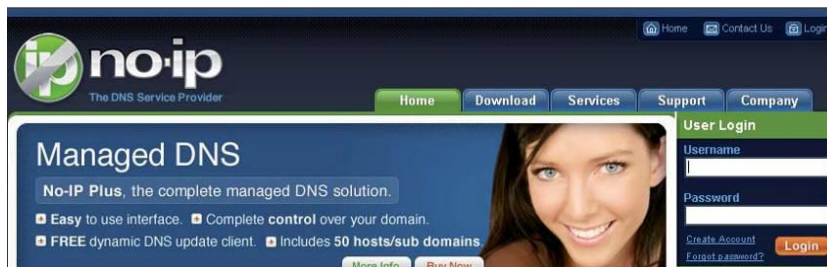 Home Contact Us Login
ip no·ip
The DNS Service Provider
Home Download Services Support Company
User Login
Managed DNS
Username
No-IP Plus, the complete managed DNS solution.
Easy to use interface. Complete control over your domain.
Password
FREE dynamic DNS update client. Includes 50 hosts/sub domains.
Create Account
Login
Forgot password?
More Info Buy Now